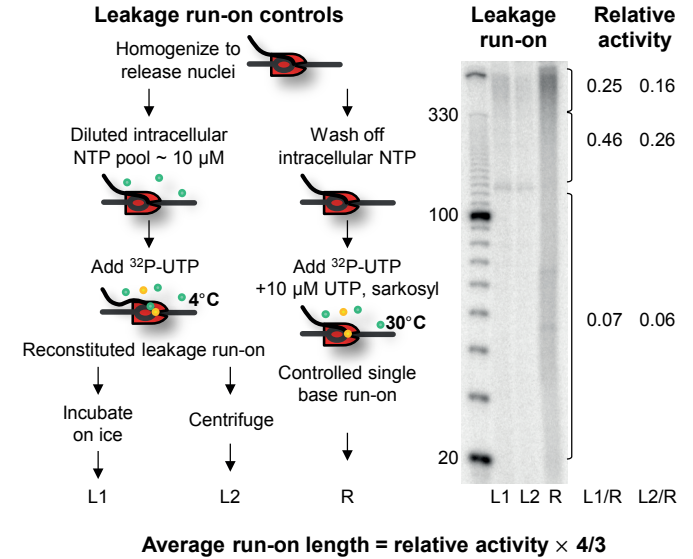 Leakage run-on controls
Homogenize to
release nuclei
Diluted intracellular
NTP pool ~ 10 µM
Wash off
intracellular NTP
Add ³²P-UTP
4°C
Add ³²P-UTP
+10 µM UTP, sarkosyl
30°C
Reconstituted leakage run-on
Controlled single
base run-on
Incubate
on ice
Centrifuge
L1
L2
R
Leakage
run-on
330
100
20
L1 L2 R
Relative
activity
0.25 0.16
0.46 0.26
0.07 0.06
L1/R L2/R
Average run-on length = relative activity × 4/3